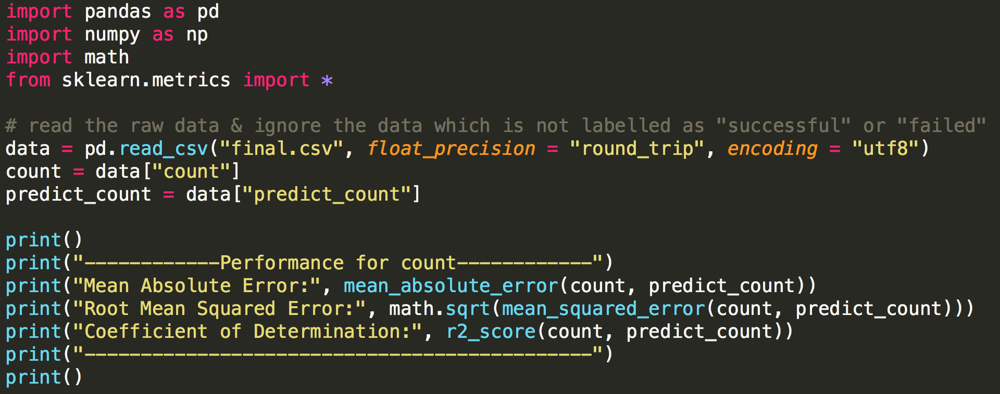 import pandas as pd
import numpy as np
import math
from sklearn.metrics import *
# read the raw data & ignore the data which is not labelled as "successful" or "failed"
data = pd.read_csv("final.csv", float_precision = "round_trip", encoding = "utf8")
count = data["count"]
predict_count = data["predict_count"]
print()
print("------------Performance for count------------")
print("Mean Absolute Error:", mean_absolute_error(count, predict_count))
print("Root Mean Squared Error:", math.sqrt(mean_squared_error(count, predict_count)))
print("Coefficient of Determination:", r2_score(count, predict_count))
print("---------------------------------------------")
print()